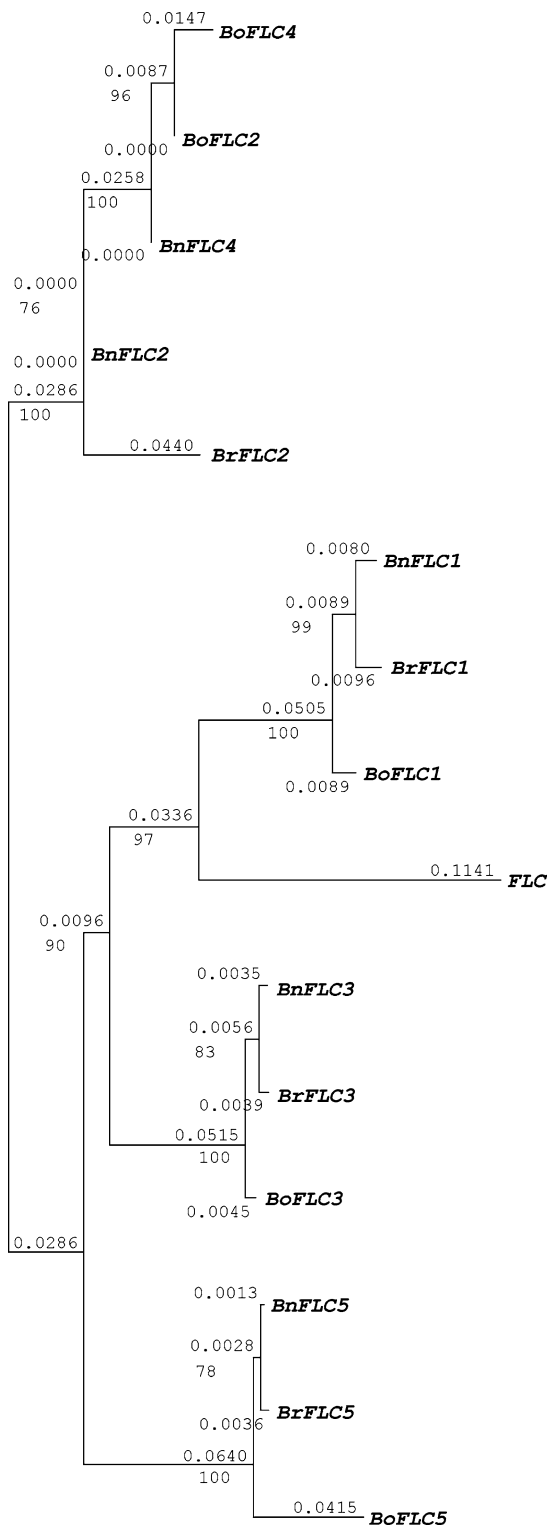 0.0147
BoFLC4
0.0087
96
0.0000
BoFLC2
0.0258
100
0.0000
BnFLC4
0.0000
76
0.0000
BnFLC2
0.0286
100
0.0440
BrFLC2
0.0080
BnFLC1
0.0089
99
BrFLC1
0.0096
0.0505
100
BoFLC1
0.0089
0.0336
97
0.1141
FLC
0.0096
90
0.0035
BnFLC3
0.0056
83
BrFLC3
0.0039
0.0515
100
BoFLC3
0.0045
0.0286
0.0013
BnFLC5
0.0028
78
BrFLC5
0.0036
0.0640
100
0.0415
BoFLC5